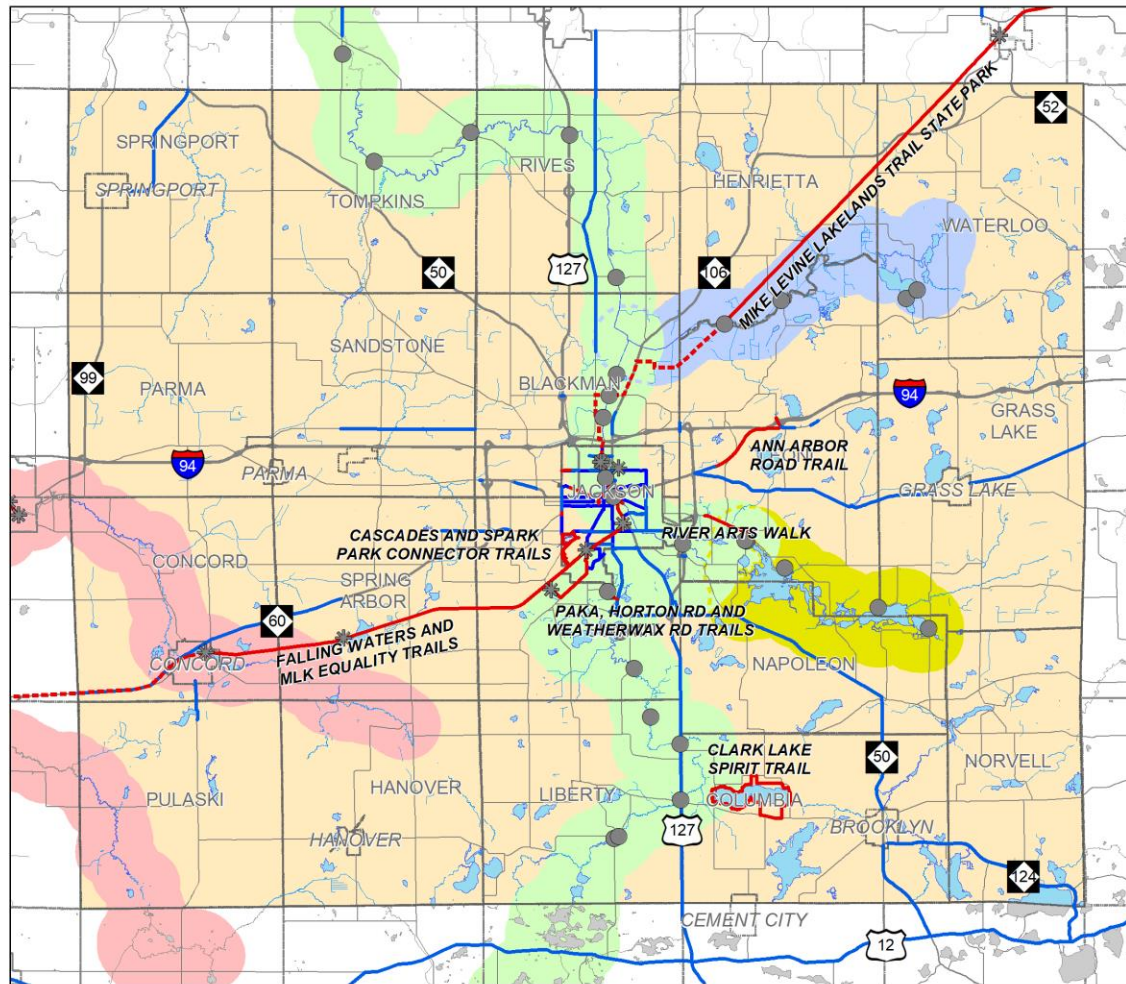 52
SPRINGPORT
SPRINGPORT
RIVES
HENRIETTA
TOMPKINS
WATERLOO
MIKE LEVINE LAKELANDS TRAIL STATE PARK
50
127
106
SANDSTONE
99
PARMA
BLACKMAN
94
GRASS
LAKE
94
PARMA
LEONI
ANN ARBOR
ROAD TRAIL
JACKSON
GRASS LAKE
CASCADES AND SPARK
PARK CONNECTOR TRAILS
RIVER ARTS WALK
CONCORD
SPRING
ARBOR
60
PAKA, HORTON RD AND
WEATHERWAX RD TRAILS
FALLING WATERS AND
MLK EQUALITY TRAILS
CONCORD
NAPOLEON
CLARK LAKE
SPIRIT TRAIL
50
NORVELL
PULASKI
HANOVER
LIBERTY
COLUMBIA
HANOVER
127
BROOKLYN
124
CEMENT CITY
12